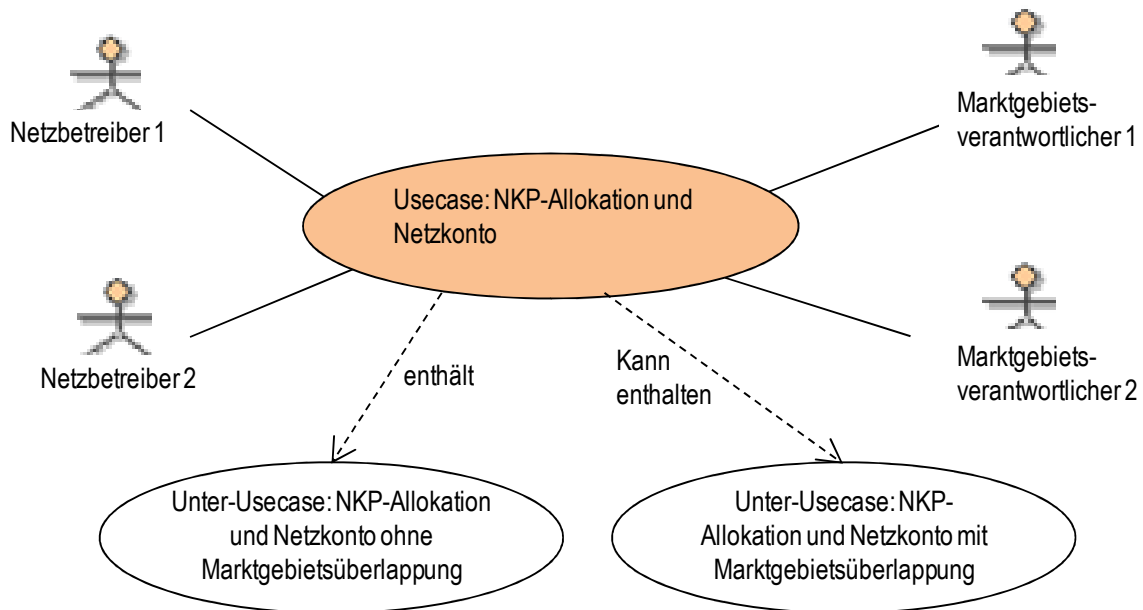 Netzbetreiber 1
Marktgebiets-
verantwortlicher 1
Usecase: NKP-Allokation und
Netzkonto
Netzbetreiber 2
Marktgebiets-
verantwortlicher 2
enthält
Kann
enthalten
Unter-Usecase: NKP-Allokation
und Netzkonto ohne
Marktgebietsüberlappung
Unter-Usecase: NKP-
Allokation und Netzkonto mit
Marktgebietsüberlappung